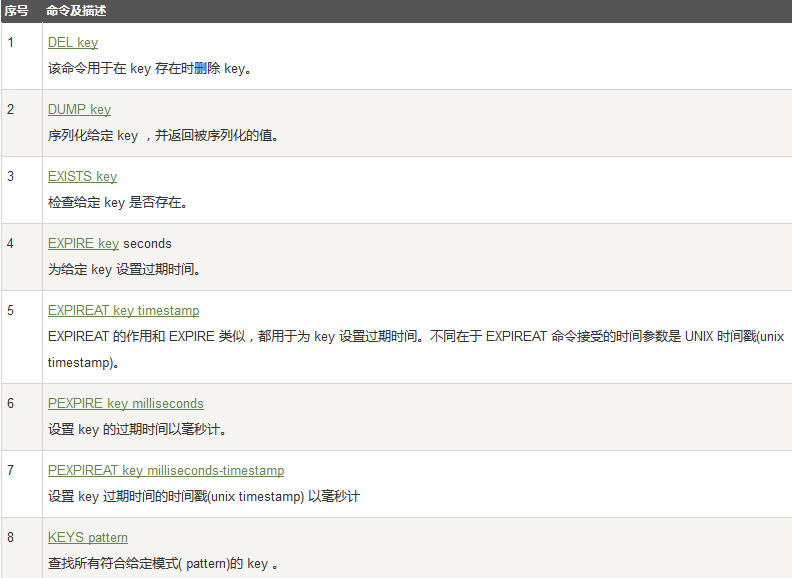 序号 命令及描述
1 DEL key
该命令用于在 key 存在时删除 key。
2 DUMP key
序列化给定 key ，并返回被序列化的值。
3 EXISTS key
检查给定 key 是否存在。
4 EXPIRE key seconds
为给定 key 设置过期时间。
5 EXPIREAT key timestamp
EXPIREAT 的作用和 EXPIRE 类似，都用于为 key 设置过期时间。不同在于 EXPIREAT 命令接受的时间参数是 UNIX 时间戳(unix
timestamp)。
6 PEXPIRE key milliseconds
设置 key 的过期时间以毫秒计。
7 PEXPIREAT key milliseconds-timestamp
设置 key 过期时间的时间戳(unix timestamp) 以毫秒计
8 KEYS pattern
查找所有符合给定模式( pattern)的 key 。